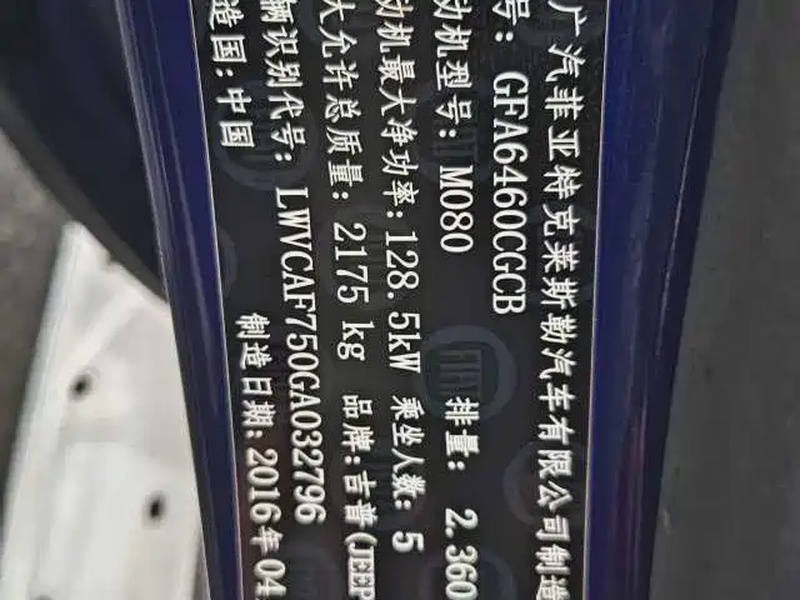 广汽菲亚特克莱斯勒汽车有限公司制造
号: GFA6460CGCB
动机型号: M080 排量: 2.360
动机最大净功率: 128.5kW 乘坐人数: 5
大允许总质量: 2175 kg 品牌: 吉普(JEEP
辆识别代号: LWVCAF750GA032796
造国: 中国 制造日期: 2016年04